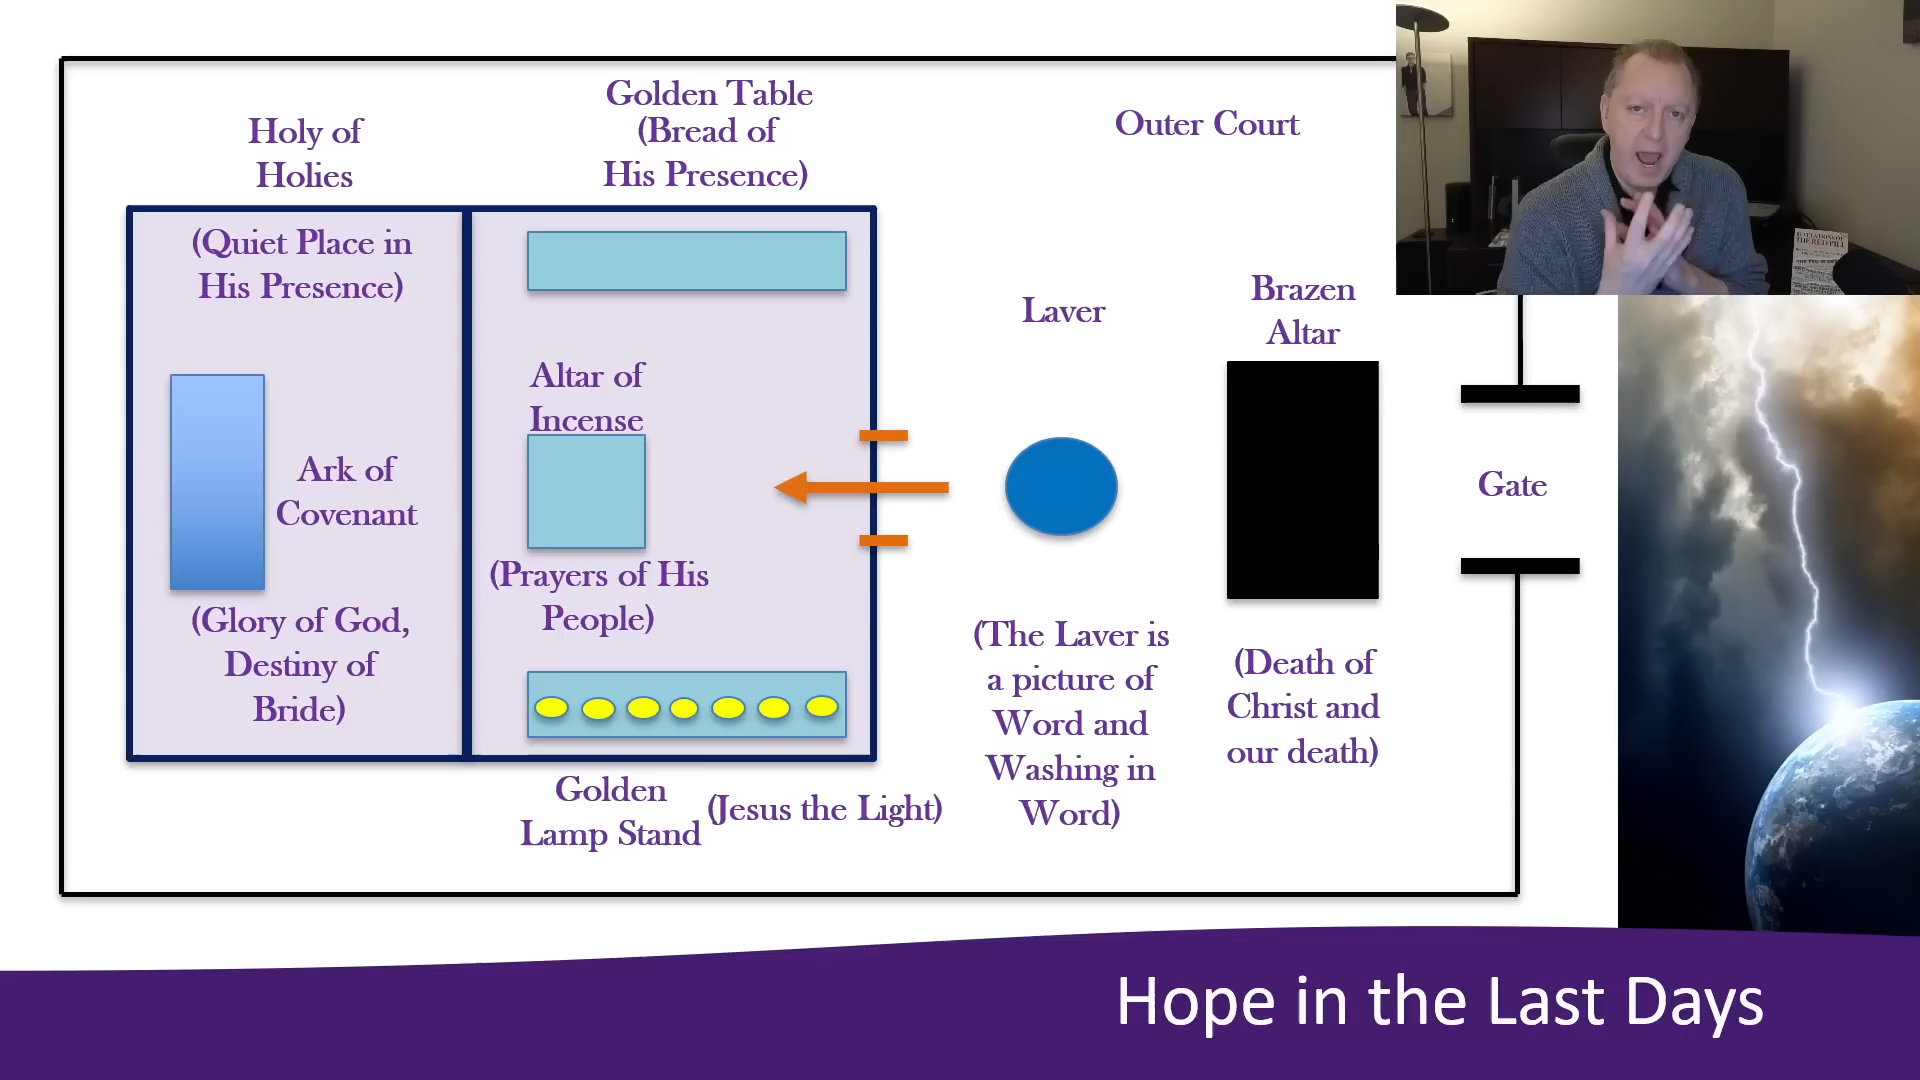 Holy of
Holies
Golden Table
(Bread of
His Presence)
Outer Court
(Quiet Place in
His Presence)
Laver
Brazen
Altar
Altar of
Incense
Ark of
Covenant
Gate
(Prayers of His
People)
(Glory of God,
Destiny of
Bride)
(The Laver is
a picture of
Word and
Washing in
Word)
(Death of
Christ and
our death)
Golden
Lamp Stand
(Jesus the Light)
THE RED PILL
Hope in the Last Days